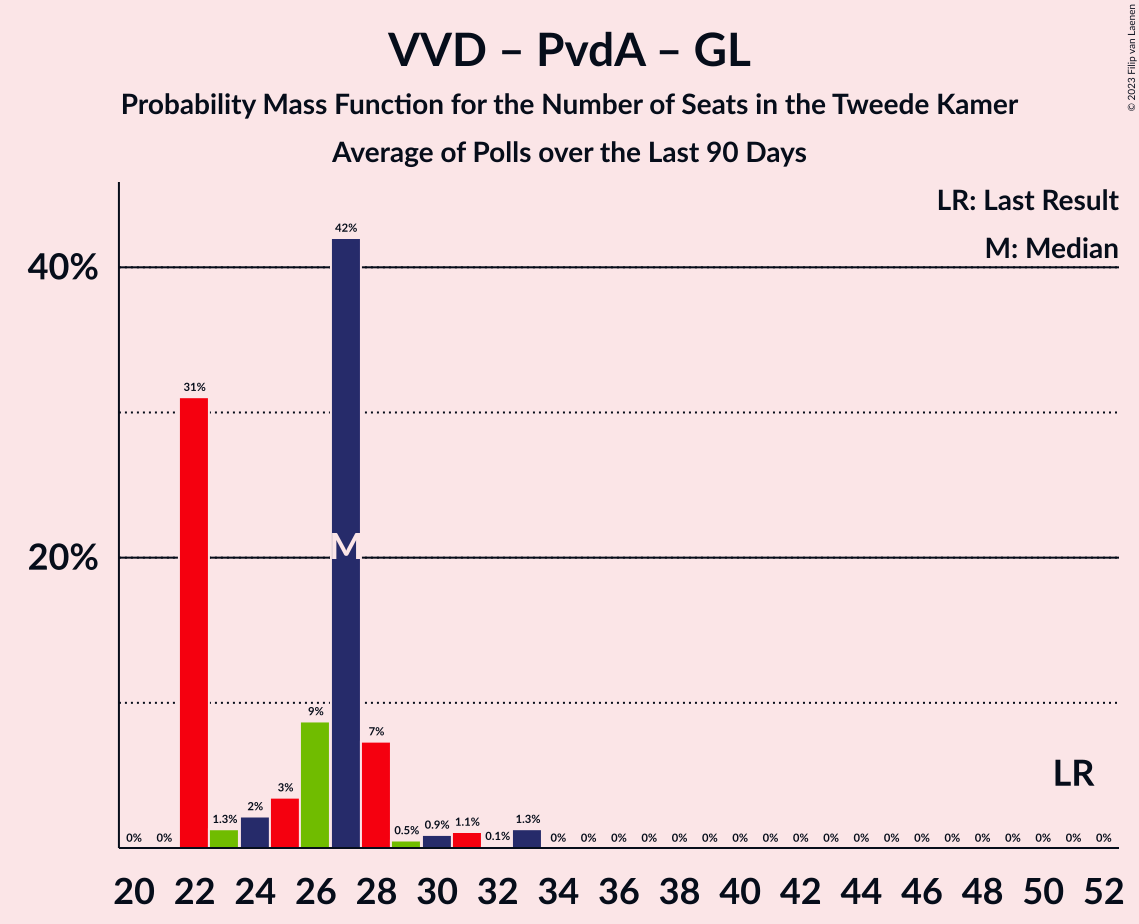 VVD – PvdA – GL
Probability Mass Function for the Number of Seats in the Tweede Kamer
Average of Polls over the Last 90 Days
© 2023 Filip van Laenen
LR: Last Result
M: Median
40%
20%
0% 0% 31% 1.3% 2% 3% 9% 42% 7% 0.5% 0.9% 1.1% 0.1% 1.3% 0% 0% 0% 0% 0% 0% 0% 0% 0% 0% 0% 0% 0% 0% 0% 0% 0% 0% 0%
M
LR
20 22 24 26 28 30 32 34 36 38 40 42 44 46 48 50 52